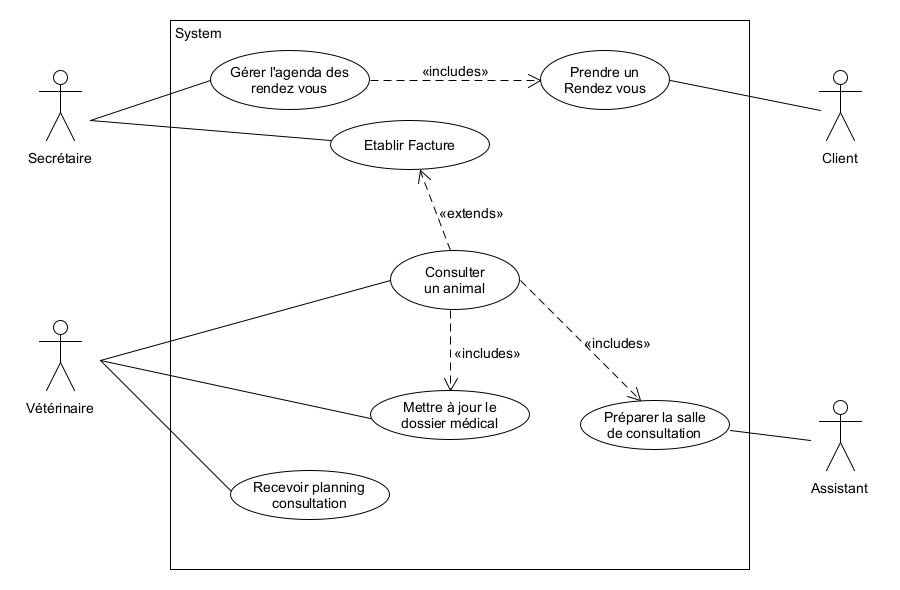 System
Gérer l'agenda des
rendez vous
«includes»
Prendre un
Rendez vous
Secrétaire
Client
Etablir Facture
«extends»
Consulter
un animal
«includes»
«includes»
Vétérinaire
Mettre à jour le
dossier médical
Préparer la salle
de consultation
Assistant
Recevoir planning
consultation